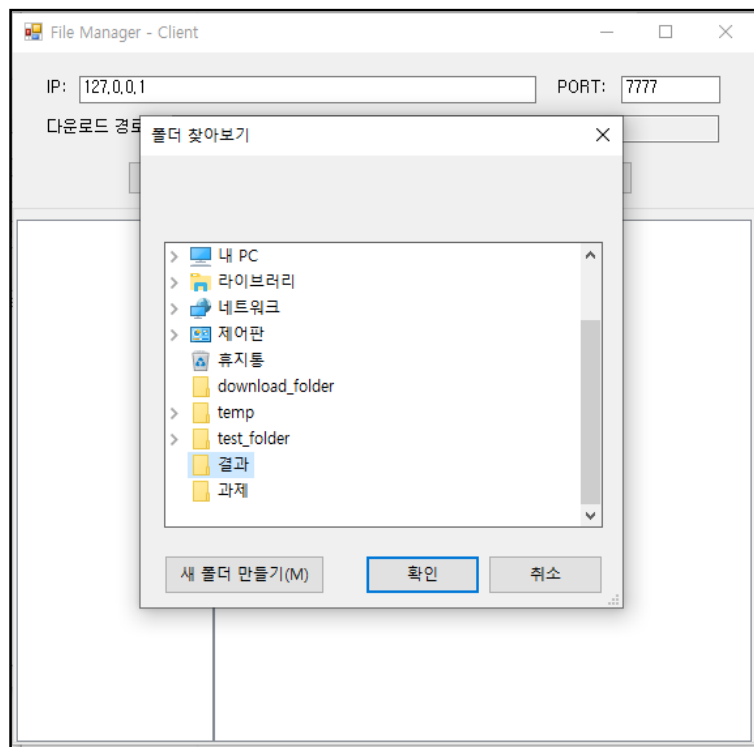 File Manager - Client
IP: 127,0,0,1 PORT: 7777
다운로드 경로
폴더 찾아보기
내 PC
라이브러리
네트워크
제어판
휴지통
download_folder
temp
test_folder
결과
과제
새 폴더 만들기(M) 확인 취소